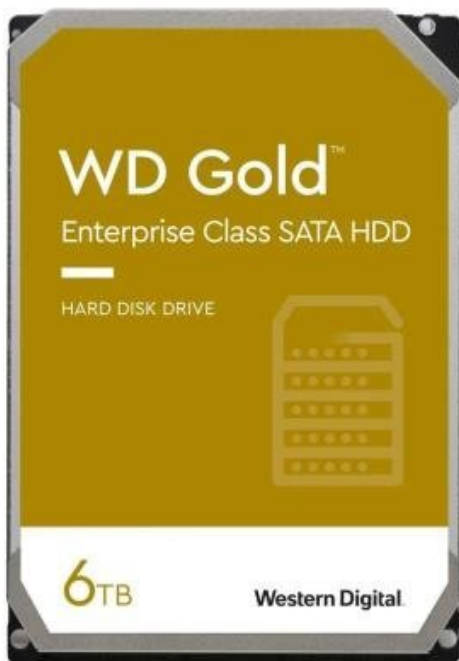 WD Gold™
Enterprise Class SATA HDD
HARD DISK DRIVE
6TB
Western Digital